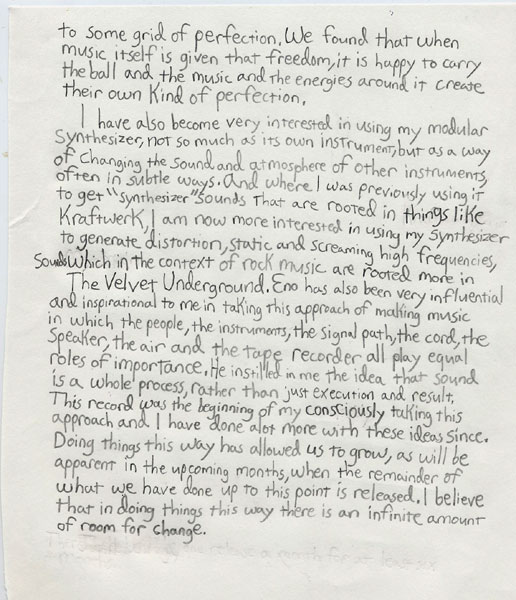 to some grid of perfection. We found that when
music itself is given that freedom, it is happy to carry
the ball and the music and the energies around it create
their own kind of perfection.
I have also become very interested in using my modular
Synthesizer, not so much as its own instrument, but as a way
of changing the sound and atmosphere of other instruments,
often in subtle ways. And where I was previously using it
to get "synthesizer" sounds that are rooted in things like
Kraftwerk, I am now more interested in using my synthesizer
to generate distortion, static and screaming high frequencies,
sounds which in the context of rock music are rooted more in
The Velvet Underground. Eno has also been very influential
and inspirational to me in taking this approach of making music
in which the people, the instruments, the signal path, the cord, the
speaker, the air and the tape recorder all play equal
roles of importance. He instilled in me the idea that sound
is a whole process, rather than just execution and result.
This record was the beginning of my consciously taking this
approach and I have done alot more with these ideas since.
Doing things this way has allowed us to grow, as will be
apparent in the upcoming months, when the remainder of
what we have done up to this point is released. I believe
that in doing things this way there is an infinite amount
of room for change.
release a month for at least